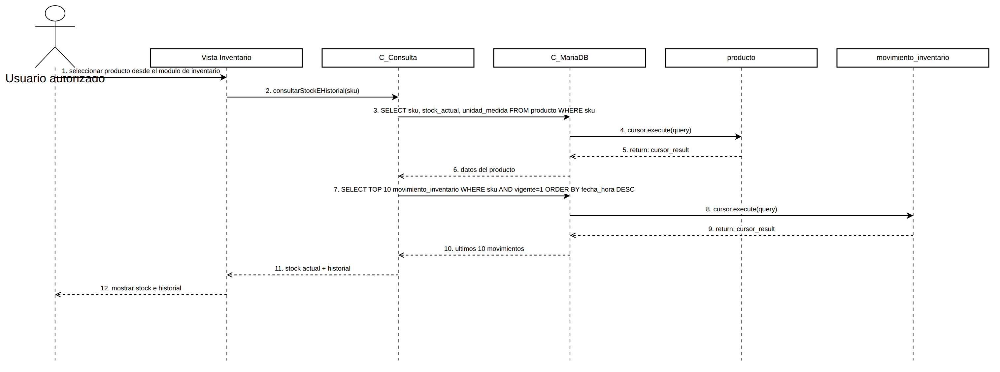 Vista Inventario
C_Consulta
C_MariaDB
producto
movimiento_inventario
1. seleccionar producto desde el modulo de inventario
Usuario autorizado
2. consultarStockEHistorial(sku)
3. SELECT sku, stock_actual, unidad_medida FROM producto WHERE sku
4. cursor.execute(query)
5. return: cursor_result
6. datos del producto
7. SELECT TOP 10 movimiento_inventario WHERE sku AND vigente=1 ORDER BY fecha_hora DESC
8. cursor.execute(query)
9. return: cursor_result
10. ultimos 10 movimientos
11. stock actual + historial
12. mostrar stock e historial